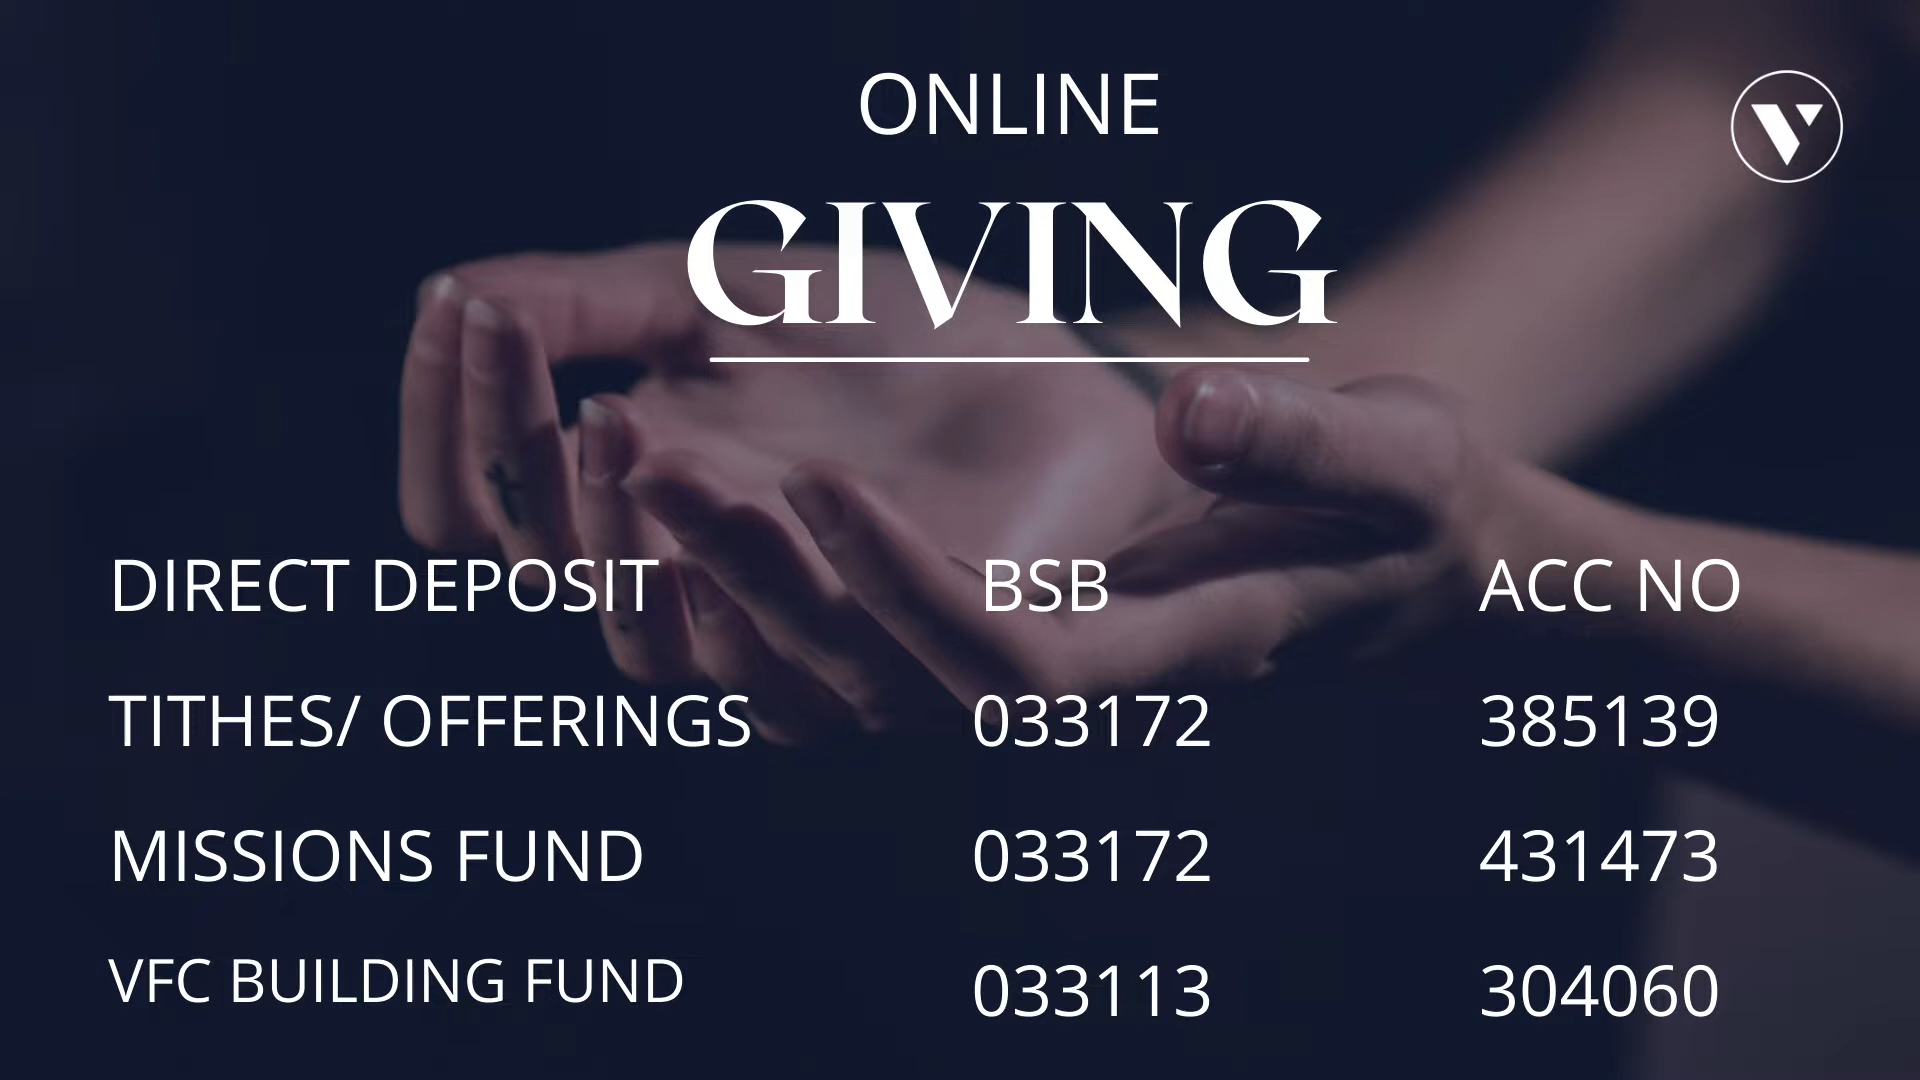 ONLINE
GIVING
DIRECT DEPOSIT BSB ACC NO
TITHES/ OFFERINGS 033172 385139
MISSIONS FUND 033172 431473
VFC BUILDING FUND 033113 304060